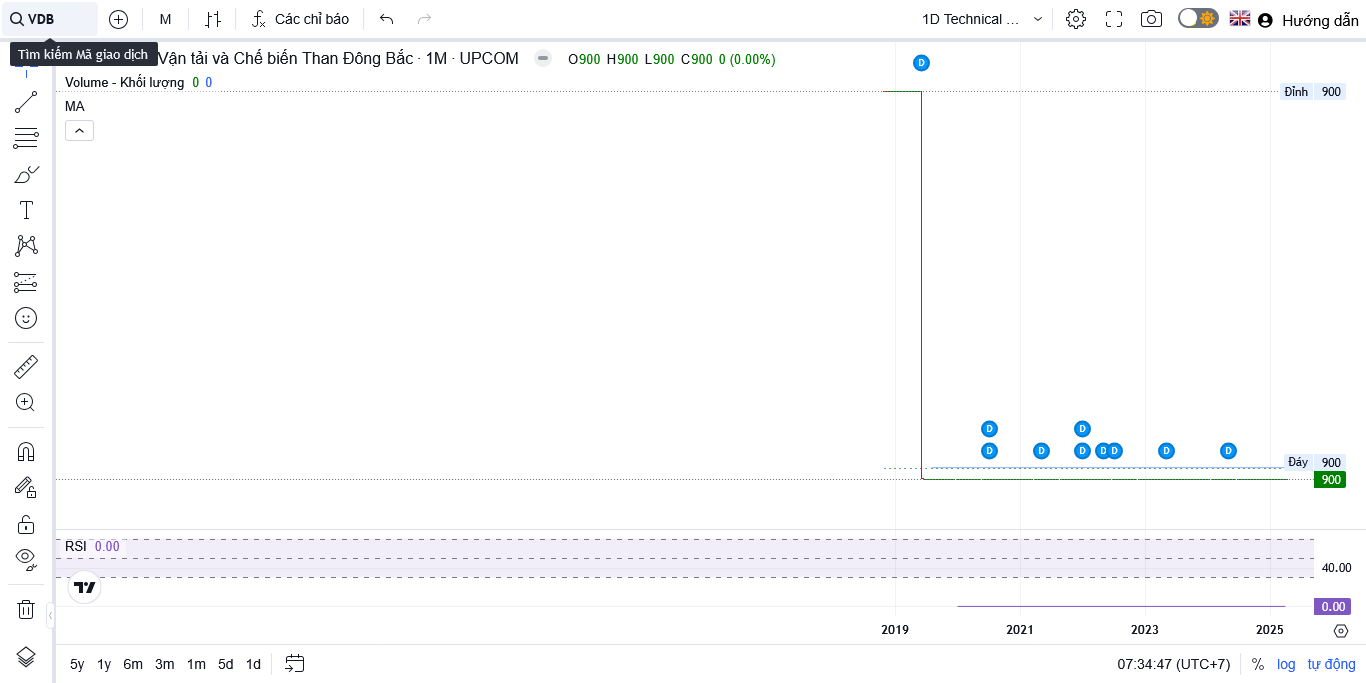 VDB
M
Các chỉ báo
1D Technical ...
Hướng dẫn
Tìm kiếm Mã giao dịch
Vận tải và Chế biến Than Đông Bắc · 1M · UPCOM
O900 H900 L900 C900 0 (0.00%)
Volume - Khối lượng 0 0
MA
D
Đỉnh 900
D
D
D
D
D
D
D
D
D
Đáy 900
900
RSI 0.00
40.00
0.00
2019
2021
2023
2025
5y 1y 6m 3m 1m 5d 1d
07:34:47 (UTC+7)
% log tự động